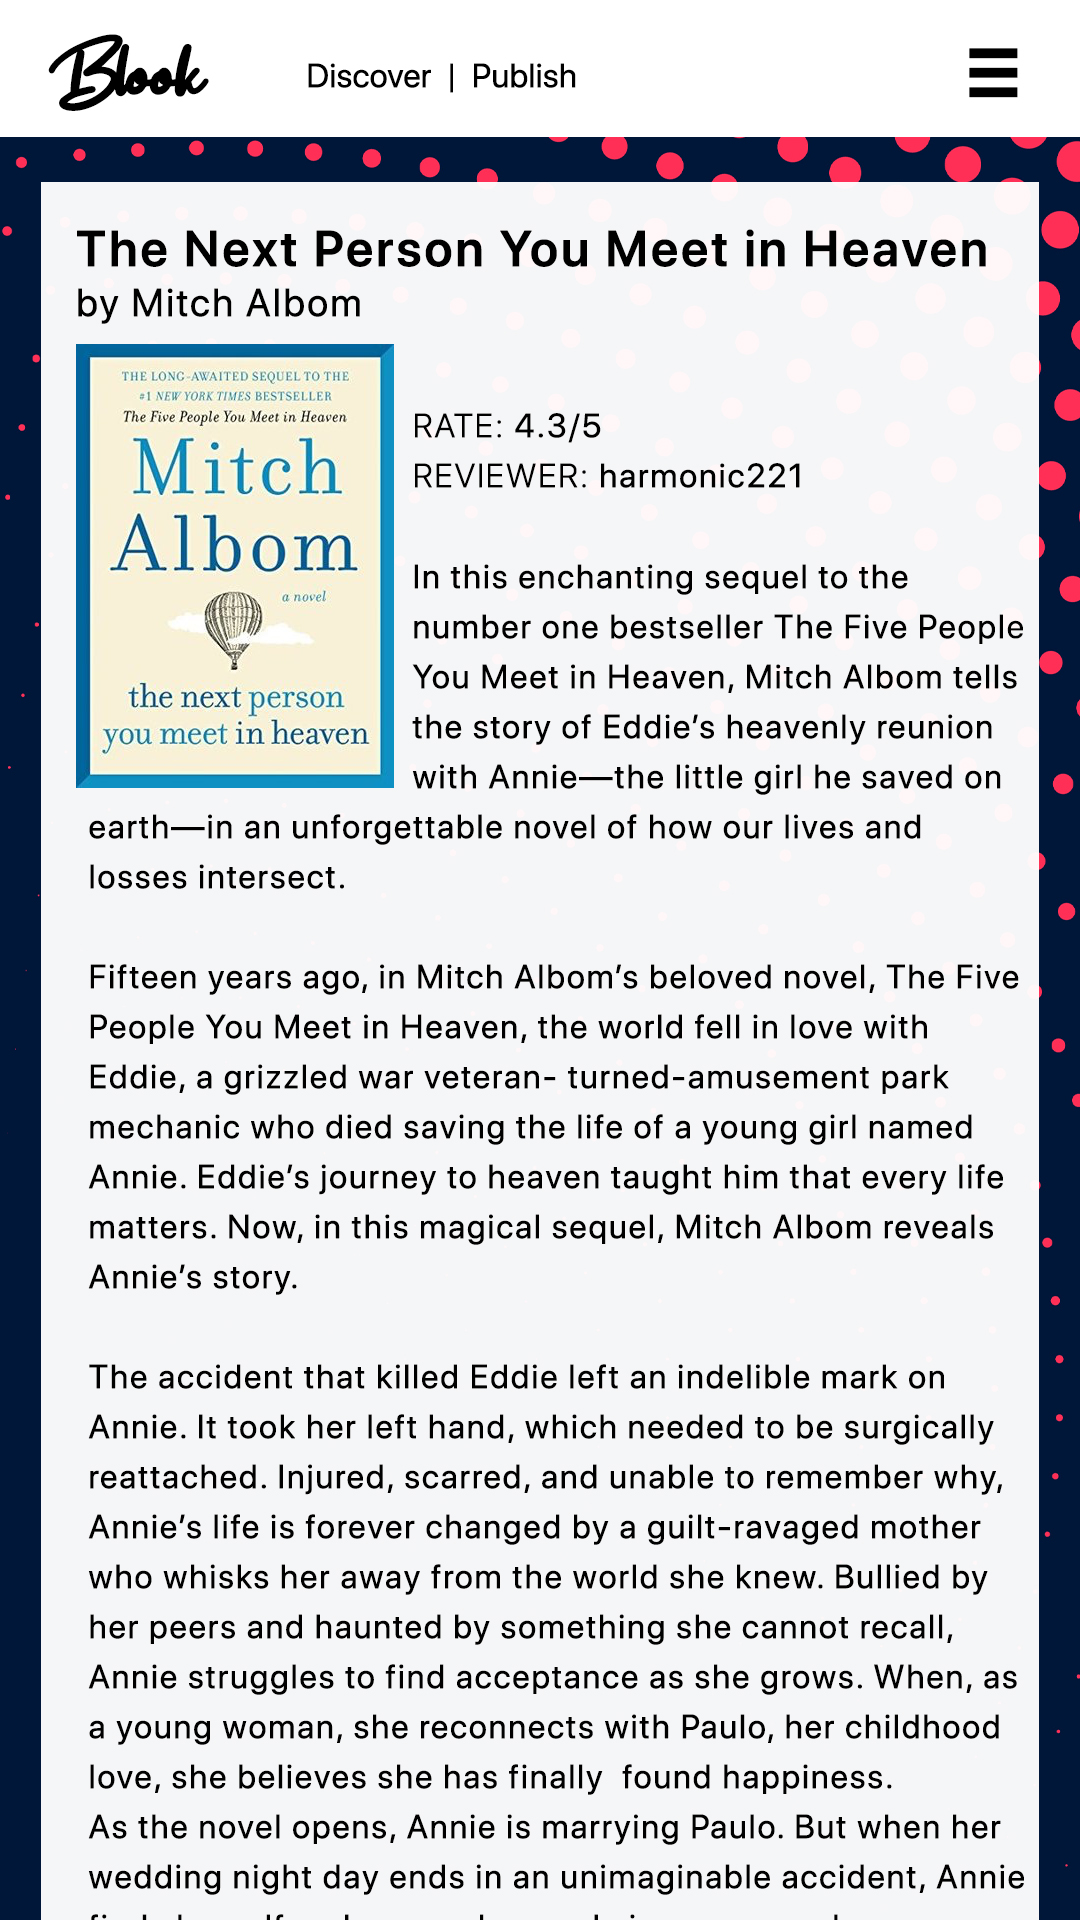 Blook
Discover | Publish
The Next Person You Meet in Heaven
by Mitch Albom
THE LONG-AWAITED SEQUEL TO THE
#1 NEW YORK TIMES BESTSELLER
The Five People You Meet in Heaven
Mitch
Albom
a novel
the next person
you meet in heaven
RATE: 4.3/5
REVIEWER: harmonic221
In this enchanting sequel to the
number one bestseller The Five People
You Meet in Heaven, Mitch Albom tells
the story of Eddie’s heavenly reunion
with Annie—the little girl he saved on
earth—in an unforgettable novel of how our lives and
losses intersect.
Fifteen years ago, in Mitch Albom’s beloved novel, The Five
People You Meet in Heaven, the world fell in love with
Eddie, a grizzled war veteran- turned-amusement park
mechanic who died saving the life of a young girl named
Annie. Eddie’s journey to heaven taught him that every life
matters. Now, in this magical sequel, Mitch Albom reveals
Annie’s story.
The accident that killed Eddie left an indelible mark on
Annie. It took her left hand, which needed to be surgically
reattached. Injured, scarred, and unable to remember why,
Annie’s life is forever changed by a guilt-ravaged mother
who whisks her away from the world she knew. Bullied by
her peers and haunted by something she cannot recall,
Annie struggles to find acceptance as she grows. When, as
a young woman, she reconnects with Paulo, her childhood
love, she believes she has finally  found happiness.
As the novel opens, Annie is marrying Paulo. But when her
wedding night day ends in an unimaginable accident, Annie